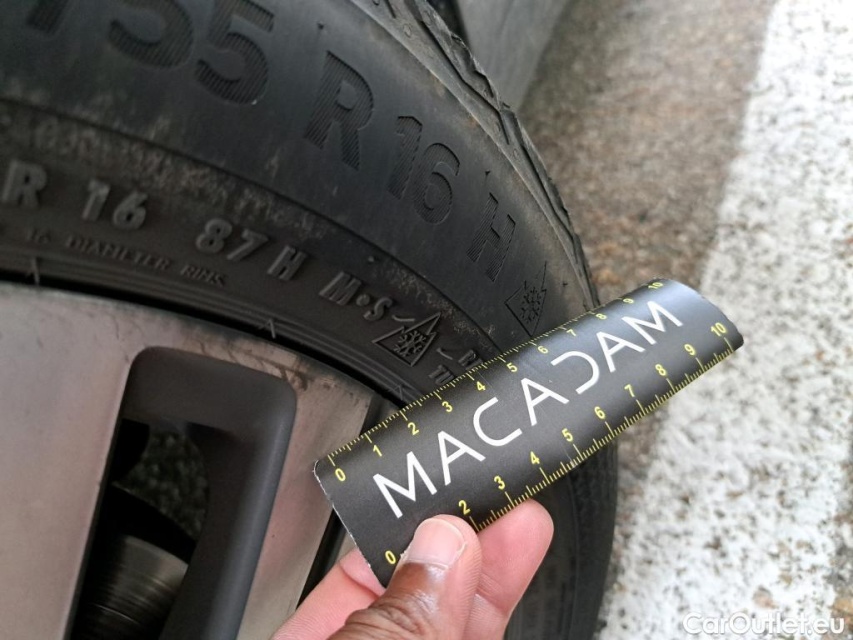 55 R 16 H
R 16 87 H M+S
DIAMETER RIMS
0 1 2 3 4 5 6 7 8 9 10
MACADAM
0 2 3 4 5 6 7 8 9 10
CarOutlet.eu